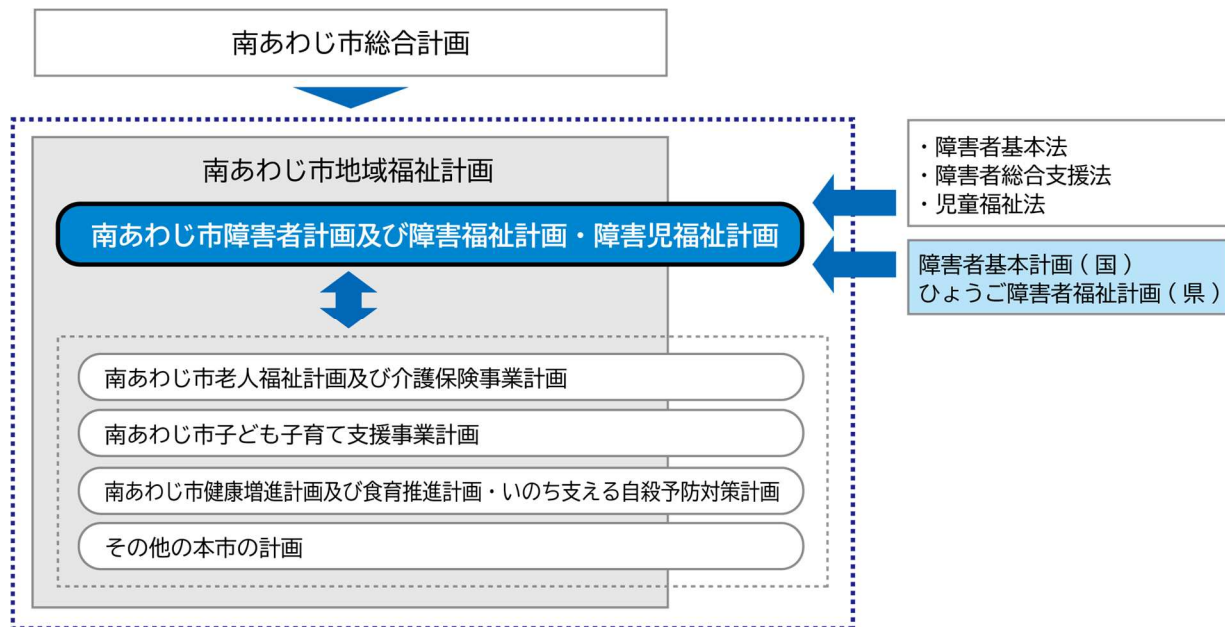 南あわじ市総合計画
南あわじ市地域福祉計画
南あわじ市障害者計画及び障害福祉計画・障害児福祉計画
南あわじ市老人福祉計画及び介護保険事業計画
南あわじ市子ども子育て支援事業計画
南あわじ市健康増進計画及び食育推進計画・いのち支える自殺予防対策計画
その他の本市の計画
・障害者基本法
・障害者総合支援法
・児童福祉法
障害者基本計画（国）
ひょうご障害者福祉計画（県）